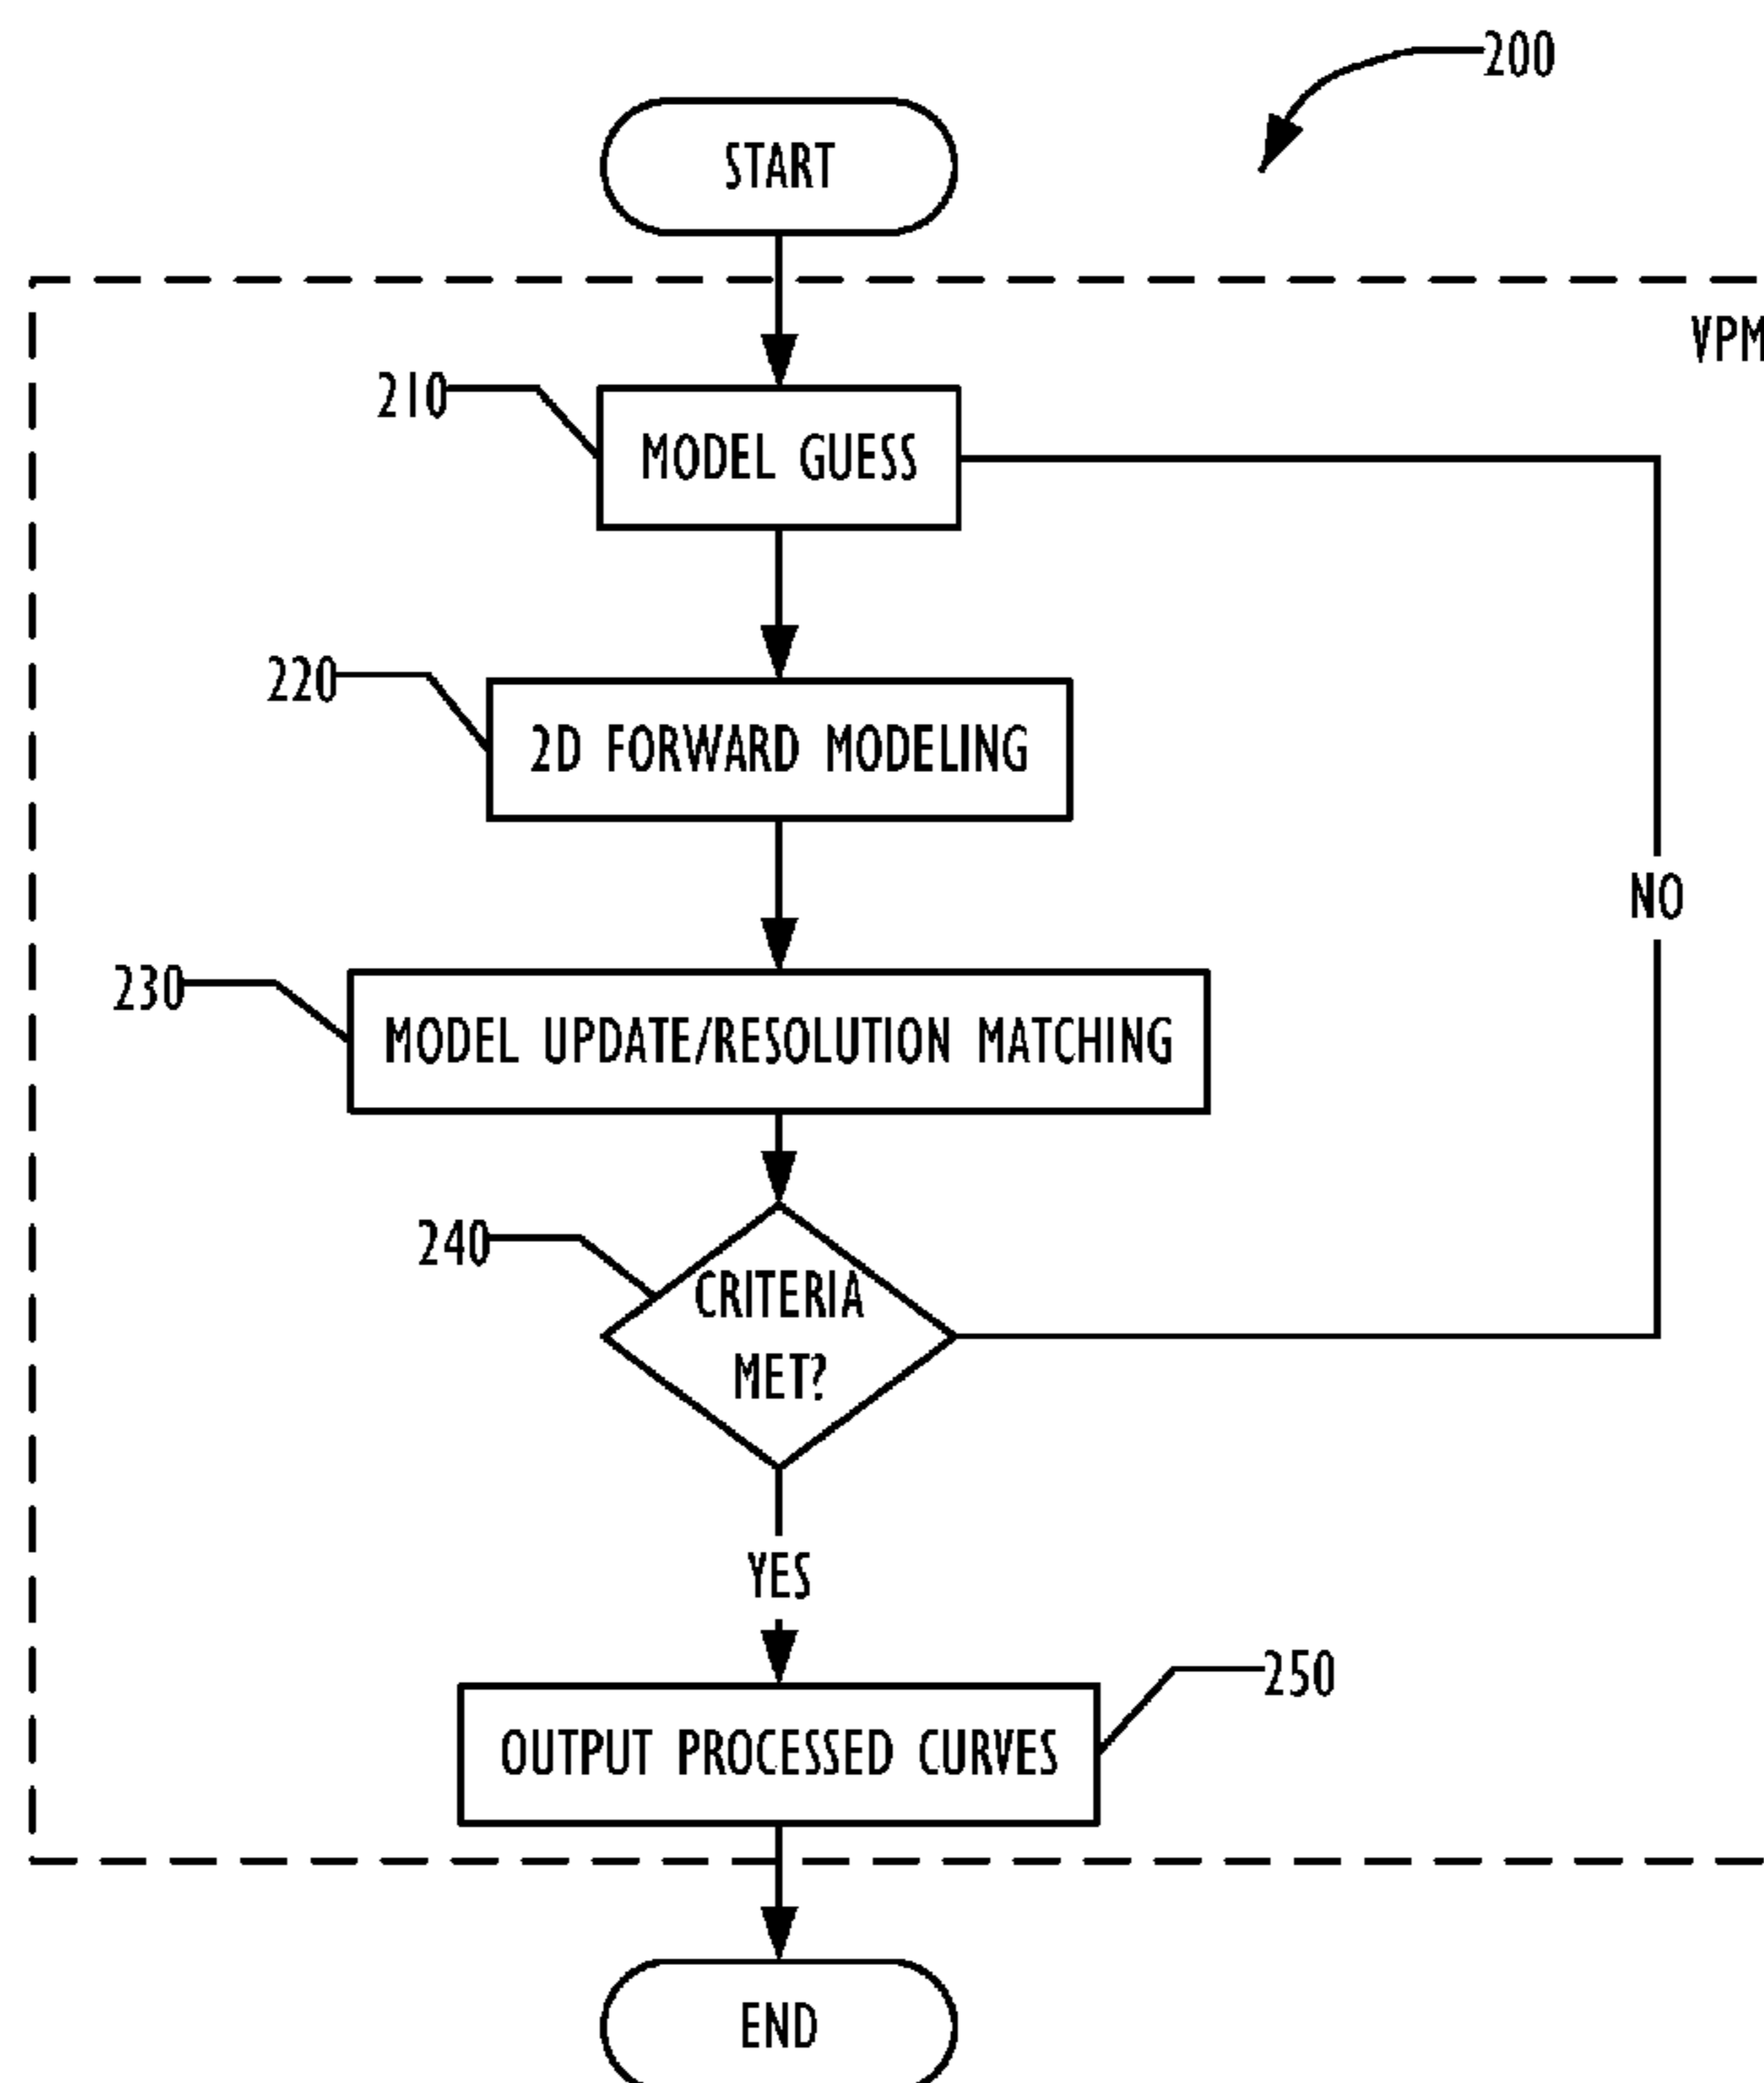 200
START
VPM
210
MODEL GUESS
220
2D FORWARD MODELING
NO
230
MODEL UPDATE/RESOLUTION MATCHING
240
CRITERIA
MET?
YES
250
OUTPUT PROCESSED CURVES
END